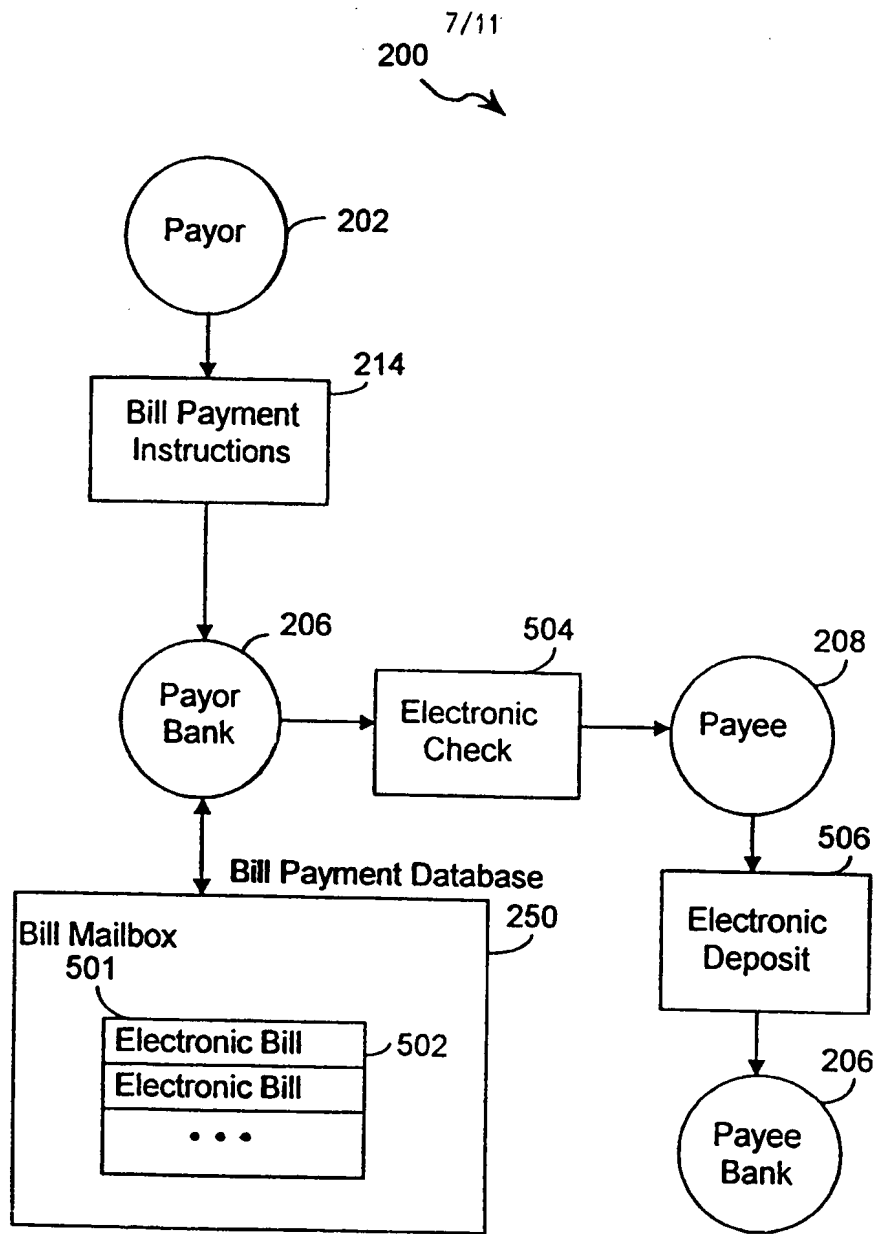 7/11
200
Payor
202
214
Bill Payment
Instructions
206
Payor
Bank
504
Electronic
Check
208
Payee
506
Electronic
Deposit
206
Payee
Bank
Bill Payment Database
250
Bill Mailbox
501
Electronic Bill
502
Electronic Bill
• • •